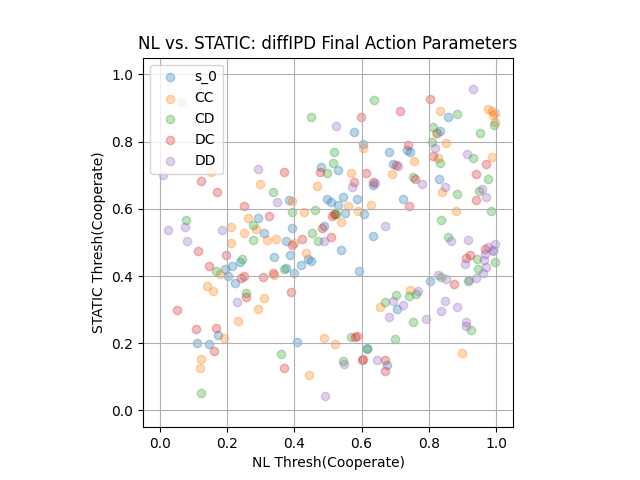 NL vs. STATIC: diffIPD Final Action Parameters
1.0
0.8
0.6
0.4
0.2
0.0
STATIC Thresh(Cooperate)
s_0
CC
CD
DC
DD
0.0 0.2 0.4 0.6 0.8 1.0
NL Thresh(Cooperate)